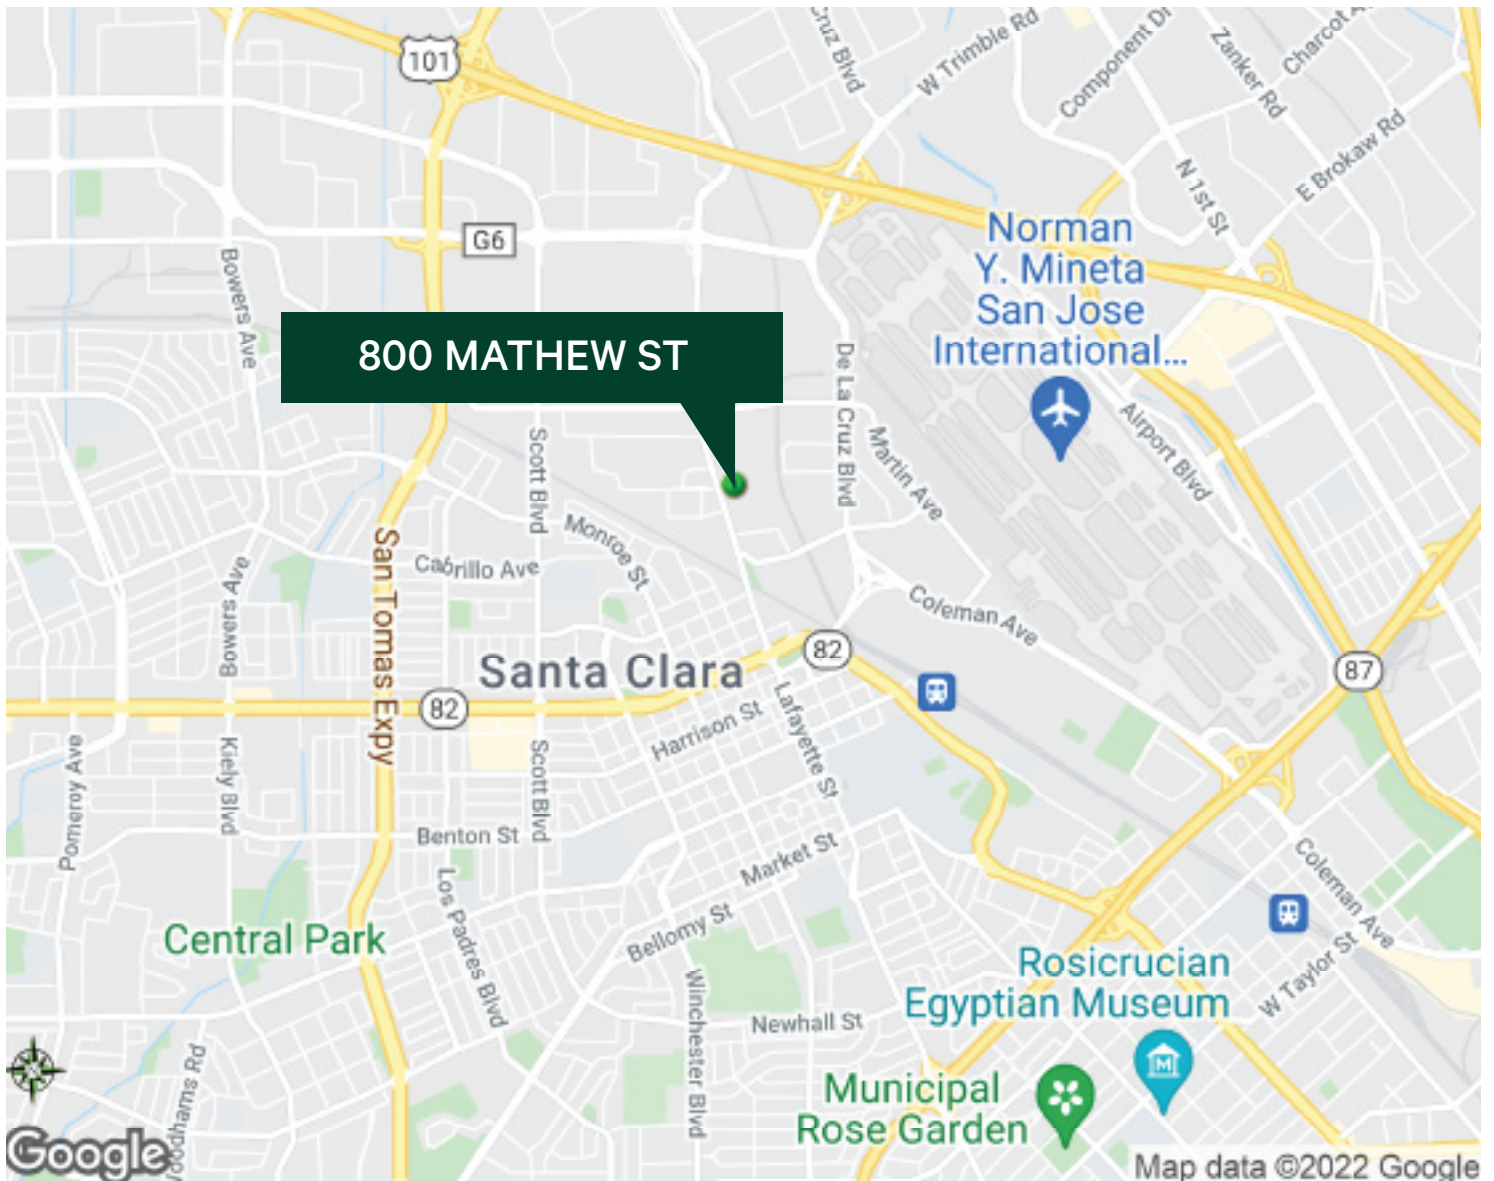 101
Cruz Blvd
W Trimble Rd
Component Dr
Zanker Rd
Charcot A
E Brokaw Rd
N 1st St
G6
Norman
Y. Mineta
San Jose
International...
Bowers Ave
800 MATHEW ST
De La Cruz Blvd
Martin Ave
Airport Blvd
Scott Blvd
Monroe St
Cabrillo Ave
San Tomas Expy
Bowers Ave
Coleman Ave
Santa Clara
82
87
82
Lafayette St
Harrison St
Pomeroy Ave
Kiely Blvd
Scott Blvd
Benton St
Market St
Coleman Ave
Los Padres Blvd
Central Park
Bellomy St
Rosicrucian
Egyptian Museum
W Taylor St
Winchester Blvd
Newhall St
Municipal
Rose Garden
M
Woodhams Rd
Google
Map data ©2022 Google